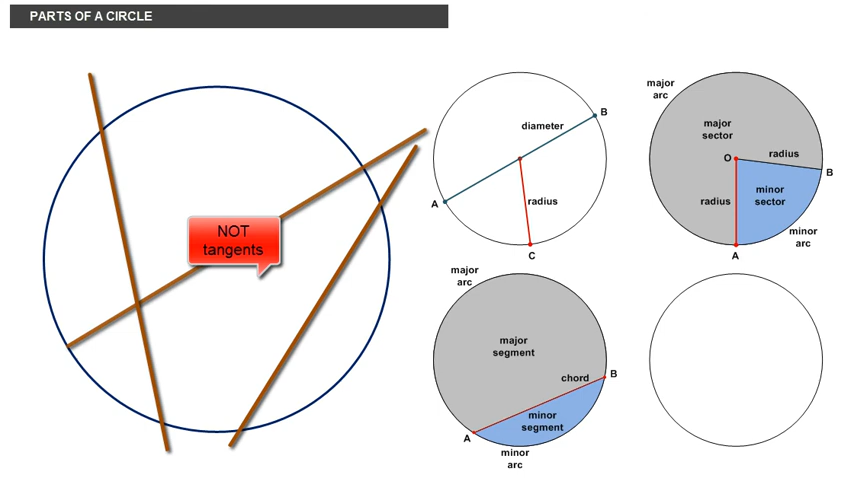 PARTS OF A CIRCLE
NOT
tangents
diameter
B
A
radius
C
major
arc
major
sector
O
radius
B
radius
minor
sector
minor
arc
A
major
arc
major
segment
chord
B
minor
segment
A
minor
arc